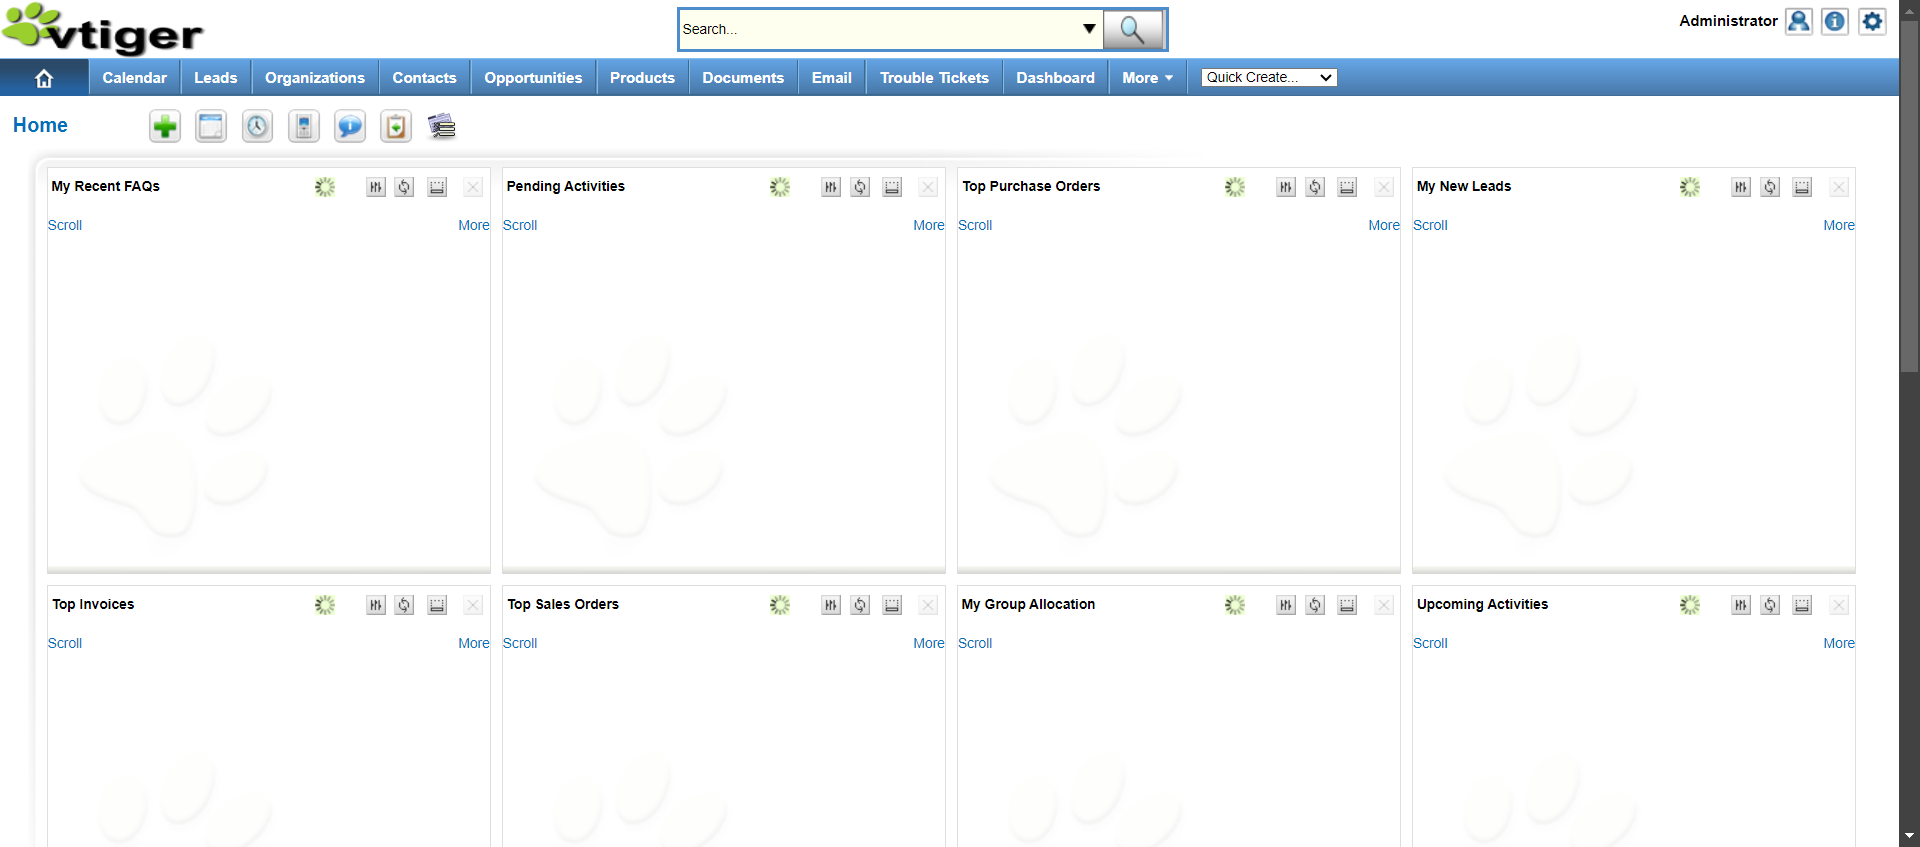 vtiger
Search...
Administrator
Calendar Leads Organizations Contacts Opportunities Products Documents Email Trouble Tickets Dashboard More Quick Create...
Home
My Recent FAQs
Scroll More
Pending Activities
Scroll More
Top Purchase Orders
Scroll More
My New Leads
Scroll More
Top Invoices
Scroll More
Top Sales Orders
Scroll More
My Group Allocation
Scroll More
Upcoming Activities
Scroll More